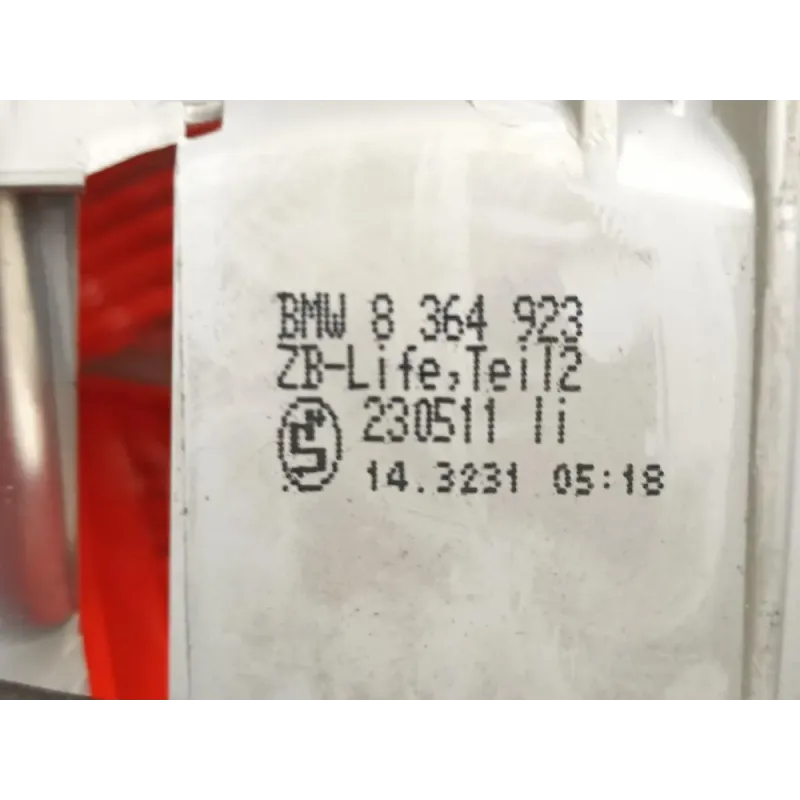 BMW 8 364 923
ZB-Life,Teil2
230511 li
14.3231 05:18